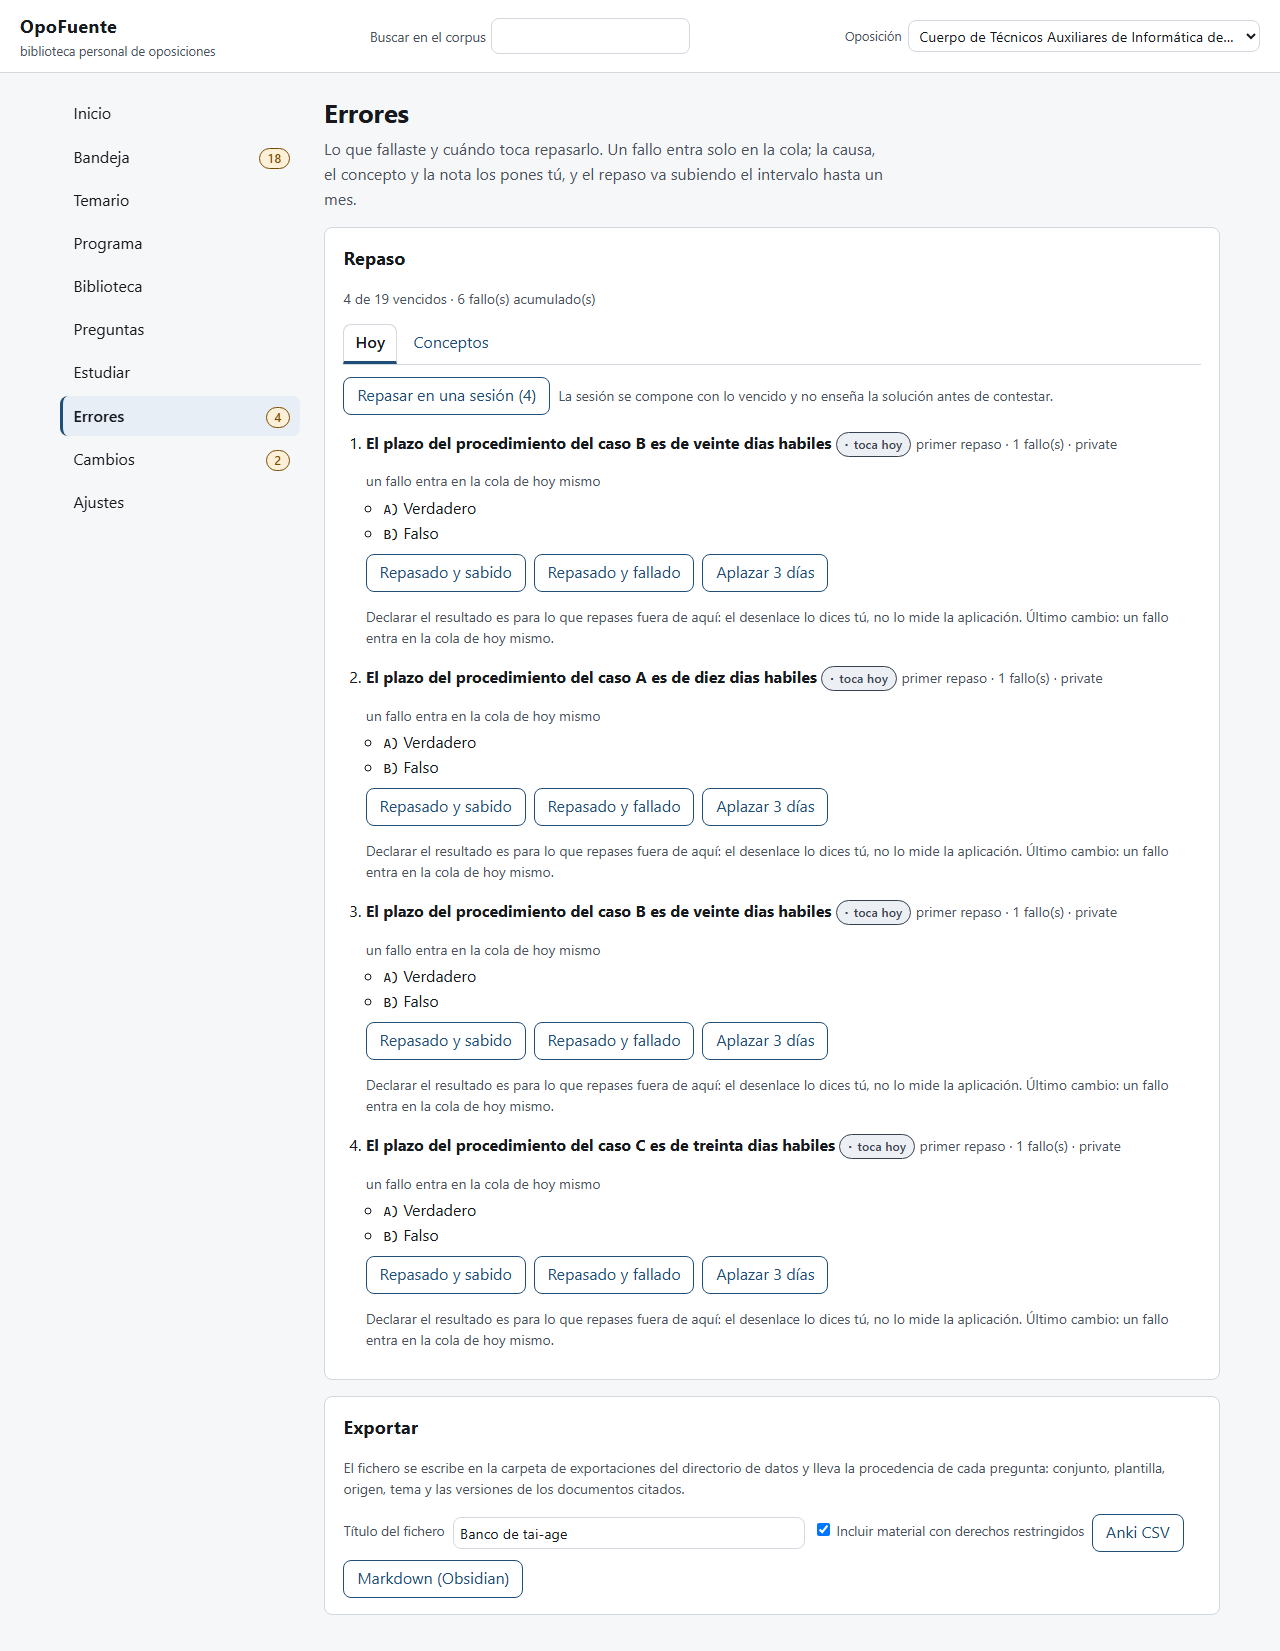 OpoFuente
biblioteca personal de oposiciones
Buscar en el corpus
Oposición
Cuerpo de Técnicos Auxiliares de Informática de...
Inicio
Bandeja 18
Temario
Programa
Biblioteca
Preguntas
Estudiar
Errores 4
Cambios 2
Ajustes
Errores
Lo que fallaste y cuándo toca repasarlo. Un fallo entra solo en la cola; la causa,
el concepto y la nota los pones tú, y el repaso va subiendo el intervalo hasta un
mes.
Repaso
4 de 19 vencidos · 6 fallo(s) acumulado(s)
Hoy Conceptos
Repasar en una sesión (4) La sesión se compone con lo vencido y no enseña la solución antes de contestar.
1. El plazo del procedimiento del caso B es de veinte dias habiles · toca hoy primer repaso · 1 fallo(s) · private
un fallo entra en la cola de hoy mismo
A) Verdadero
B) Falso
Repasado y sabido Repasado y fallado Aplazar 3 días
Declarar el resultado es para lo que repases fuera de aquí: el desenlace lo dices tú, no lo mide la aplicación. Último cambio: un fallo
entra en la cola de hoy mismo.
2. El plazo del procedimiento del caso A es de diez dias habiles · toca hoy primer repaso · 1 fallo(s) · private
un fallo entra en la cola de hoy mismo
A) Verdadero
B) Falso
Repasado y sabido Repasado y fallado Aplazar 3 días
Declarar el resultado es para lo que repases fuera de aquí: el desenlace lo dices tú, no lo mide la aplicación. Último cambio: un fallo
entra en la cola de hoy mismo.
3. El plazo del procedimiento del caso B es de veinte dias habiles · toca hoy primer repaso · 1 fallo(s) · private
un fallo entra en la cola de hoy mismo
A) Verdadero
B) Falso
Repasado y sabido Repasado y fallado Aplazar 3 días
Declarar el resultado es para lo que repases fuera de aquí: el desenlace lo dices tú, no lo mide la aplicación. Último cambio: un fallo
entra en la cola de hoy mismo.
4. El plazo del procedimiento del caso C es de treinta dias habiles · toca hoy primer repaso · 1 fallo(s) · private
un fallo entra en la cola de hoy mismo
A) Verdadero
B) Falso
Repasado y sabido Repasado y fallado Aplazar 3 días
Declarar el resultado es para lo que repases fuera de aquí: el desenlace lo dices tú, no lo mide la aplicación. Último cambio: un fallo
entra en la cola de hoy mismo.
Exportar
El fichero se escribe en la carpeta de exportaciones del directorio de datos y lleva la procedencia de cada pregunta: conjunto, plantilla,
origen, tema y las versiones de los documentos citados.
Título del fichero Banco de tai-age Incluir material con derechos restringidos Anki CSV
Markdown (Obsidian)